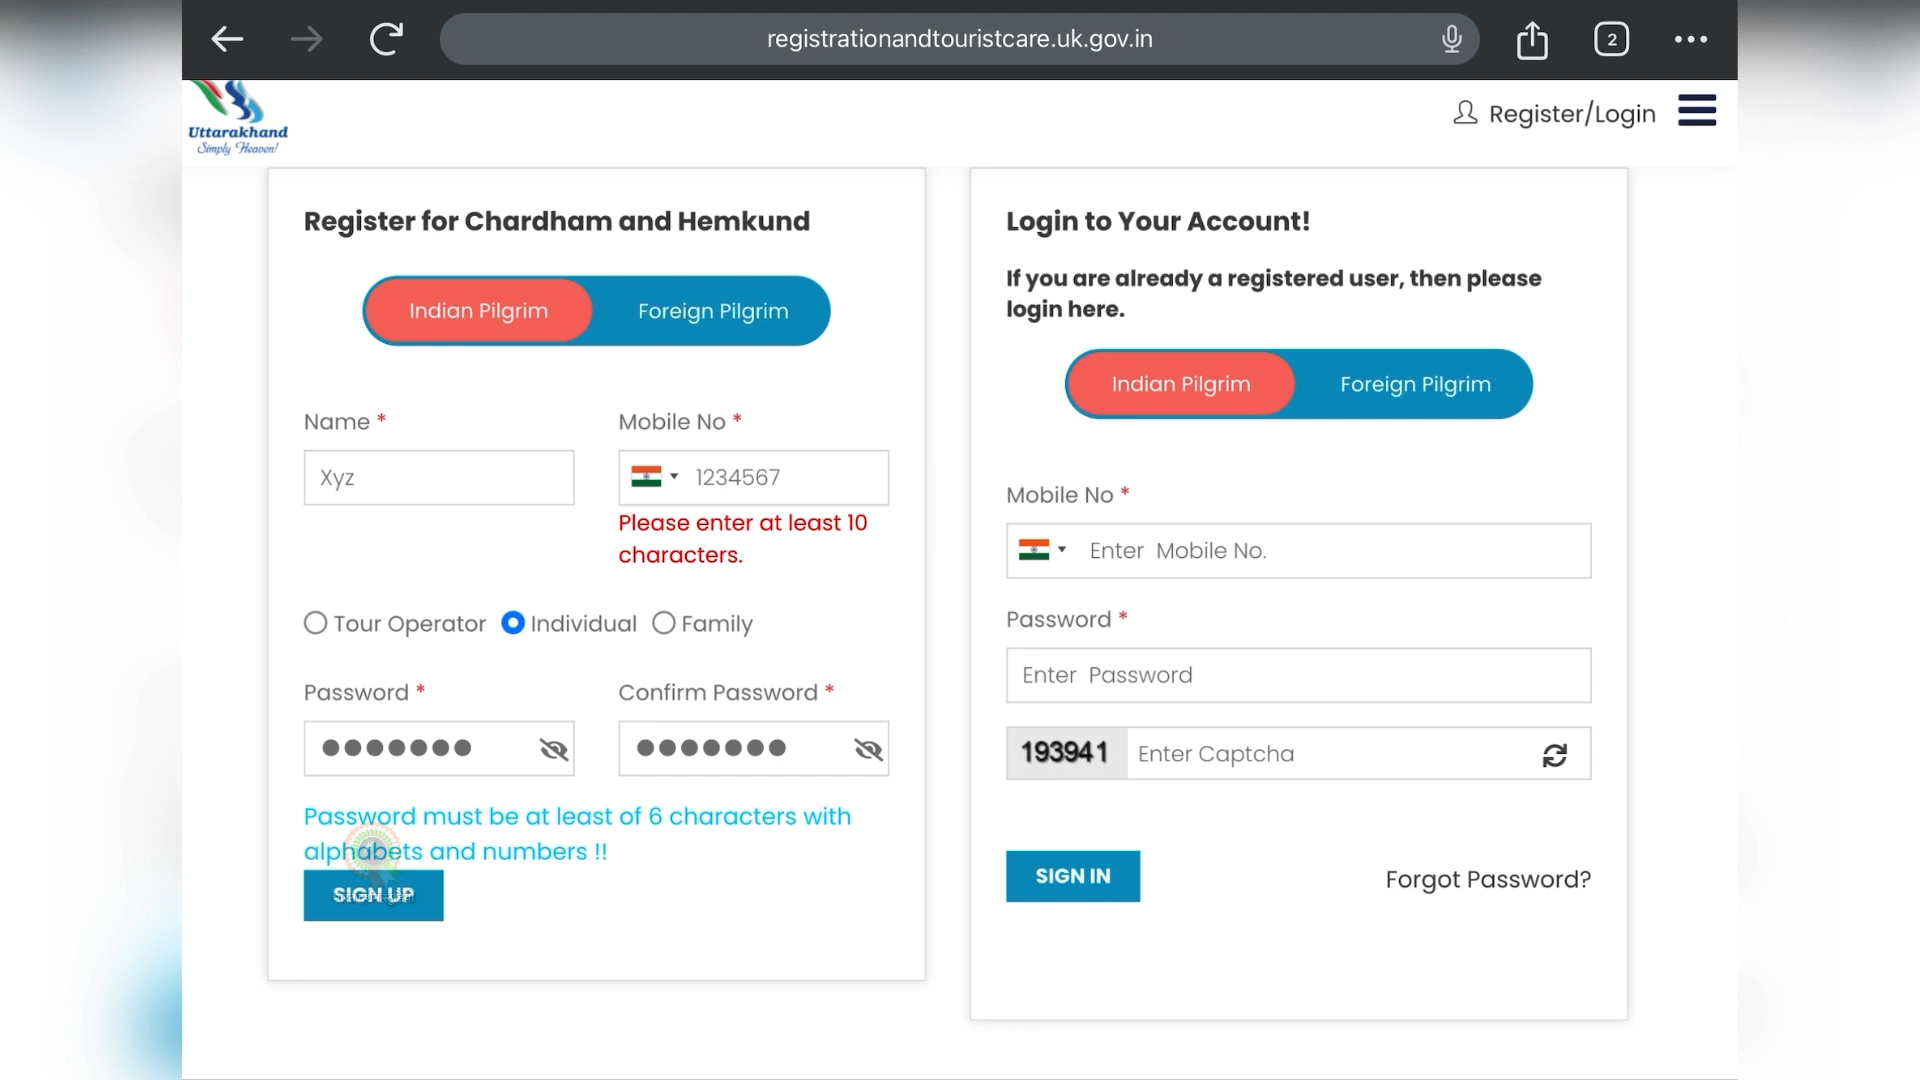 registrationandtouristcare.uk.gov.in
2
Uttarakhand
Simply Heaven!
Register/Login
Register for Chardham and Hemkund
Indian Pilgrim
Foreign Pilgrim
Name *
Mobile No *
Xyz
1234567
Please enter at least 10
characters.
Tour Operator
Individual
Family
Password *
Confirm Password *
Password must be at least of 6 characters with
alphabets and numbers !!
SIGN UP
Login to Your Account!
If you are already a registered user, then please
login here.
Indian Pilgrim
Foreign Pilgrim
Mobile No *
Enter Mobile No.
Password *
Enter Password
193941
Enter Captcha
SIGN IN
Forgot Password?